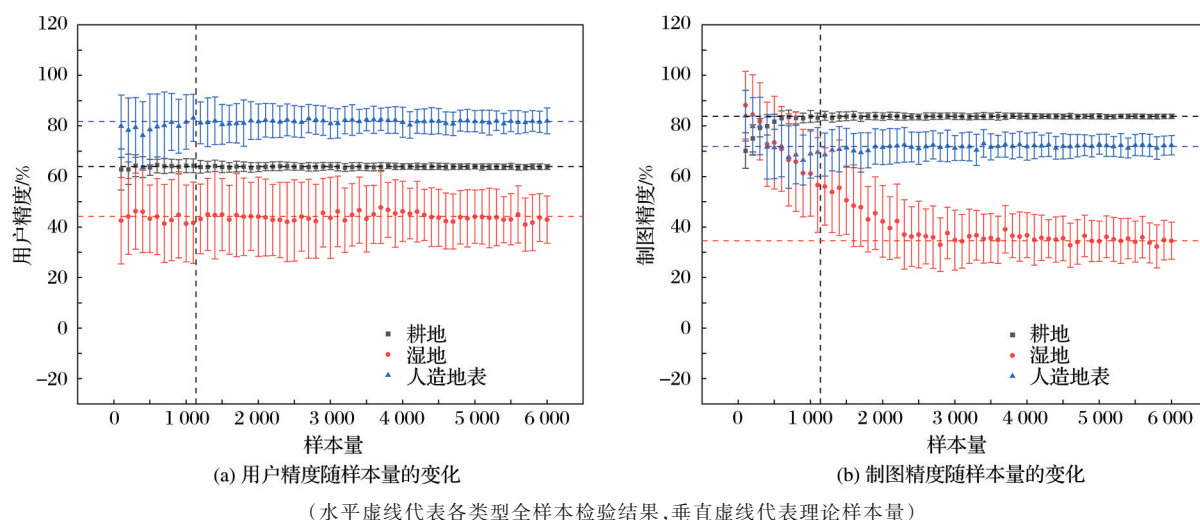 120
100
80
60
40
20
0
−20
用户精度/%
耕地
湿地
人造地表
0 1 000 2 000 3 000 4 000 5 000 6 000
样本量
(a) 用户精度随样本量的变化
120
100
80
60
40
20
0
−20
制图精度/%
耕地
湿地
人造地表
0 1 000 2 000 3 000 4 000 5 000 6 000
样本量
(b) 制图精度随样本量的变化
(水平虚线代表各类型全样本检验结果,垂直虚线代表理论样本量)